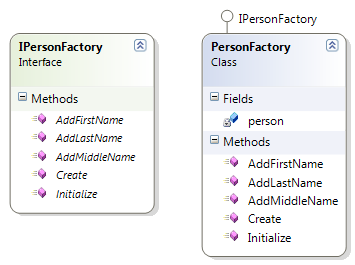 IPersonFactory
IPersonFactory
Interface
Methods
AddFirstName
AddLastName
AddMiddleName
Create
Initialize
PersonFactory
Class
Fields
person
Methods
AddFirstName
AddLastName
AddMiddleName
Create
Initialize